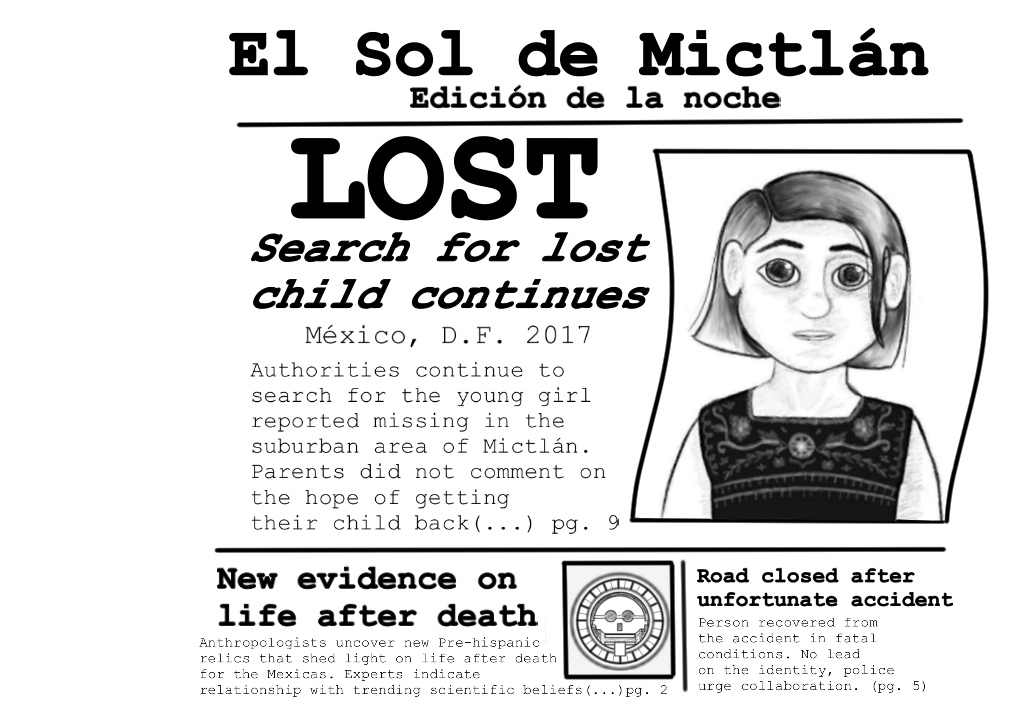 El Sol de Mictlán
Edición de la noche
LOST
Search for lost
child continues
México, D.F. 2017
Authorities continue to
search for the young girl
reported missing in the
suburban area of Mictlán.
Parents did not comment on
the hope of getting
their child back(...) pg. 9
New evidence on
life after death
Anthropologists uncover new Pre-hispanic
relics that shed light on life after death
for the Mexicas. Experts indicate
relationship with trending scientific beliefs(...)pg. 2
Road closed after
unfortunate accident
Person recovered from
the accident in fatal
conditions. No lead
on the identity, police
urge collaboration. (pg. 5)